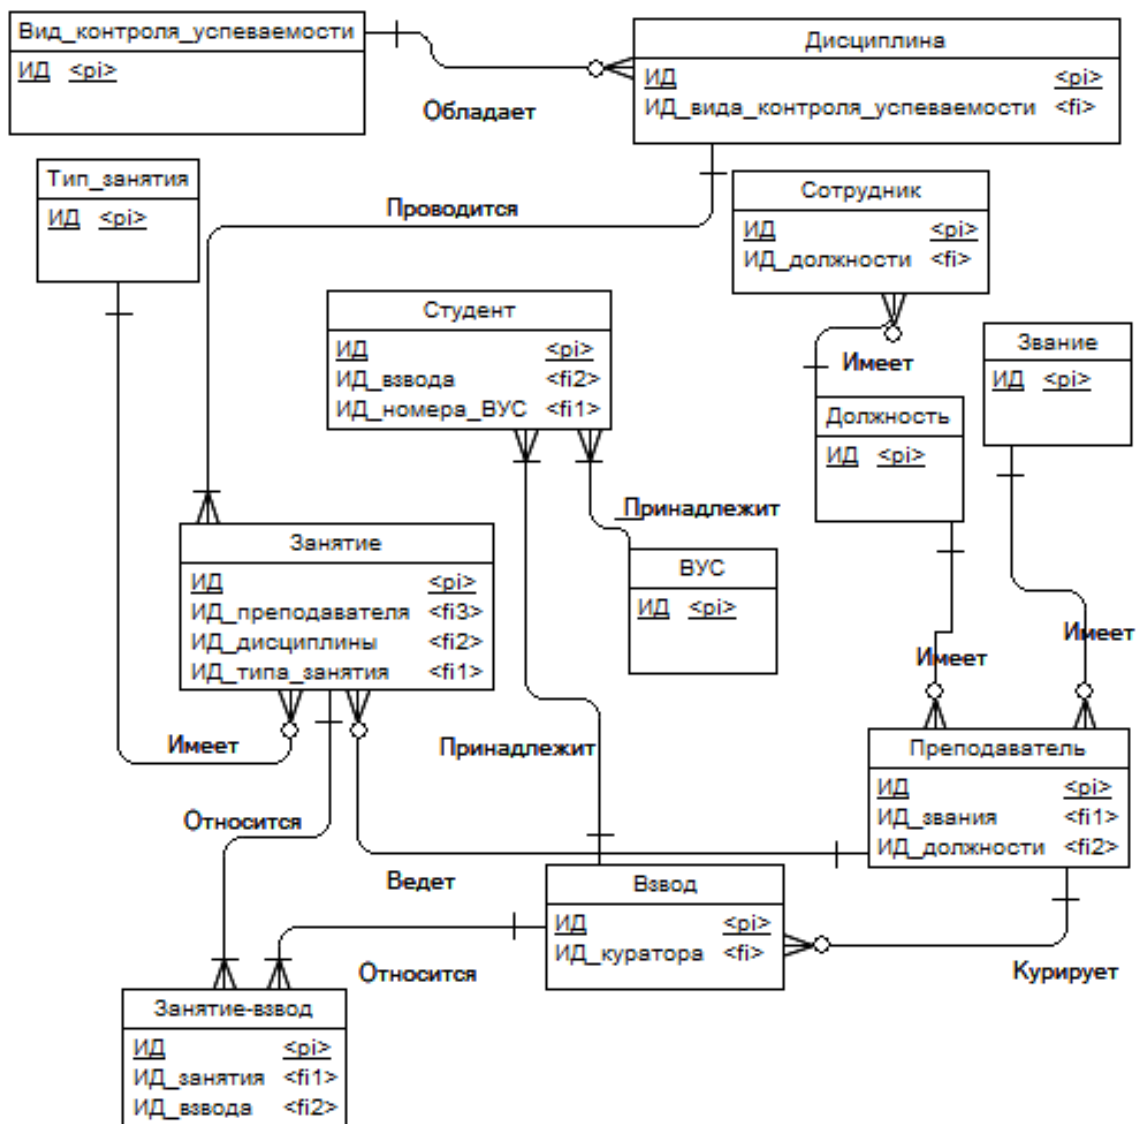 Вид_контроля_успеваемости
ИД <pi>
Обладает
Дисциплина
ИД <pi>
ИД_вида_контроля_успеваемости <fi>
Тип_занятия
ИД <pi>
Проводится
Сотрудник
ИД <pi>
ИД_должности <fi>
Студент
ИД <pi>
ИД_взвода <fi2>
ИД_номера_ВУС <fi1>
Имеет
Звание
ИД <pi>
Должность
ИД <pi>
Принадлежит
ВУС
ИД <pi>
Занятие
ИД <pi>
ИД_преподавателя <fi3>
ИД_дисциплины <fi2>
ИД_типа_занятия <fi1>
Имеет
Имеет
Имеет
Принадлежит
Преподаватель
ИД <pi>
ИД_звания <fi1>
ИД_должности <fi2>
Относится
Ведет
Взвод
ИД <pi>
ИД_куратора <fi>
Относится
Курирует
Занятие-взвод
ИД <pi>
ИД_занятия <fi1>
ИД_взвода <fi2>